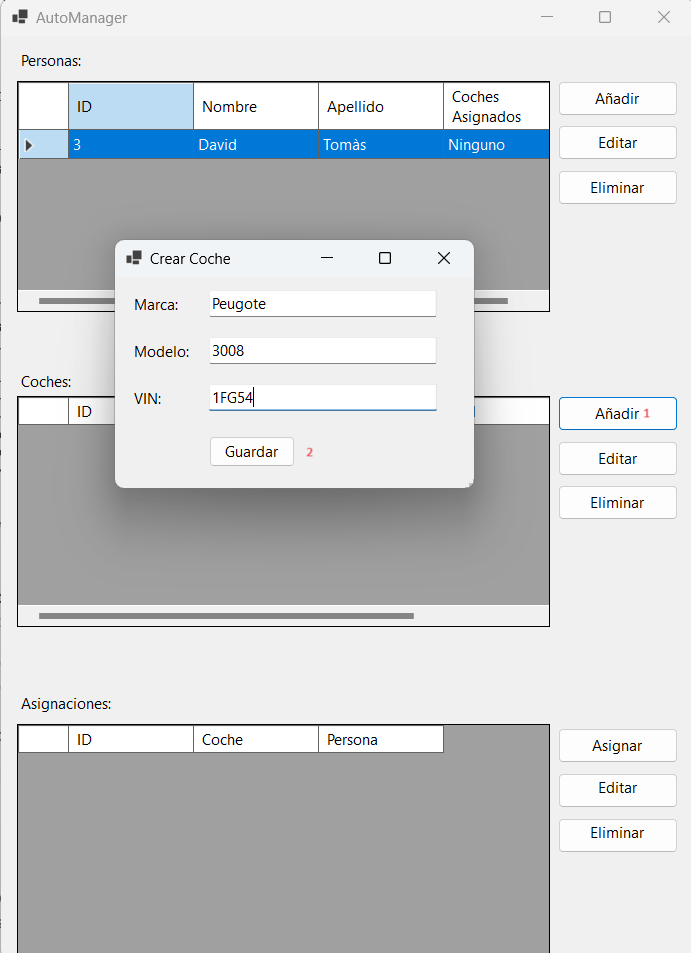 AutoManager
Personas:
ID Nombre Apellido Coches Asignados
3 David Tomàs Ninguno
Añadir
Editar
Eliminar
Crear Coche
Marca: Peugote
Modelo: 3008
VIN: 1FG54
Guardar 2
Coches:
ID
Añadir 1
Editar
Eliminar
Asignaciones:
ID Coche Persona
Asignar
Editar
Eliminar